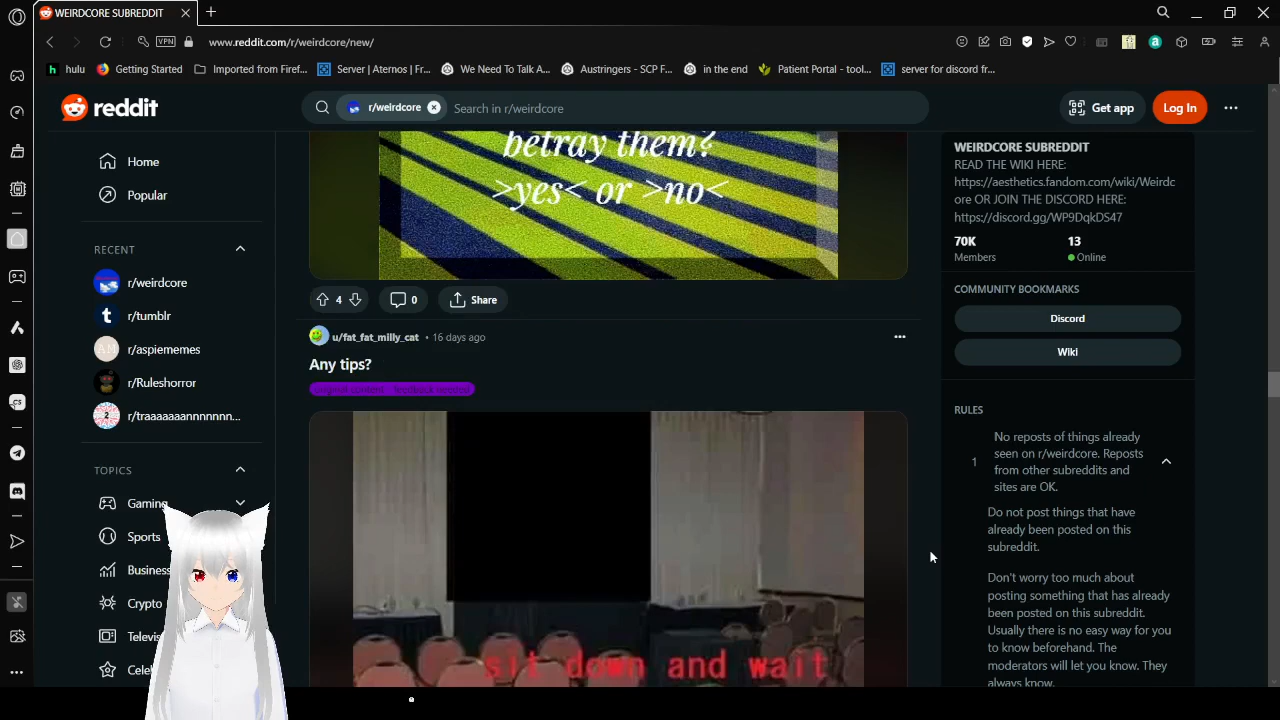 WEIRDCORE SUBREDDIT
VPN
www.reddit.com/r/weirdcore/new/
h hulu
Getting Started
Imported from Firef...
Server | Aternos | Fr...
We Need To Talk A...
Austringers - SCP F...
in the end
Patient Portal - tool...
server for discord fr...
reddit
r/weirdcore
Search in r/weirdcore
Get app
Log In
Home
Popular
RECENT
r/weirdcore
r/tumblr
r/aspiememes
r/Ruleshorror
r/traaaaaaannnnnnn...
TOPICS
Gaming
Sports
Business
Crypto
Televis
Celeb
betray them?
>yes< or >no<
4
0
Share
u/fat_fat_milly_cat • 16 days ago
Any tips?
original content - feedback needed
sit down and wait
WEIRDCORE SUBREDDIT
READ THE WIKI HERE:
https://aesthetics.fandom.com/wiki/Weirdc
ore OR JOIN THE DISCORD HERE:
https://discord.gg/WP9DqkDS47
70K
Members
13
Online
COMMUNITY BOOKMARKS
Discord
Wiki
RULES
1
No reposts of things already
seen on r/weirdcore. Reposts
from other subreddits and
sites are OK.
Do not post things that have
already been posted on this
subreddit.
Don't worry too much about
posting something that has already
been posted on this subreddit.
Usually there is no easy way for you
to know beforehand. The
moderators will let you know. They
always know.